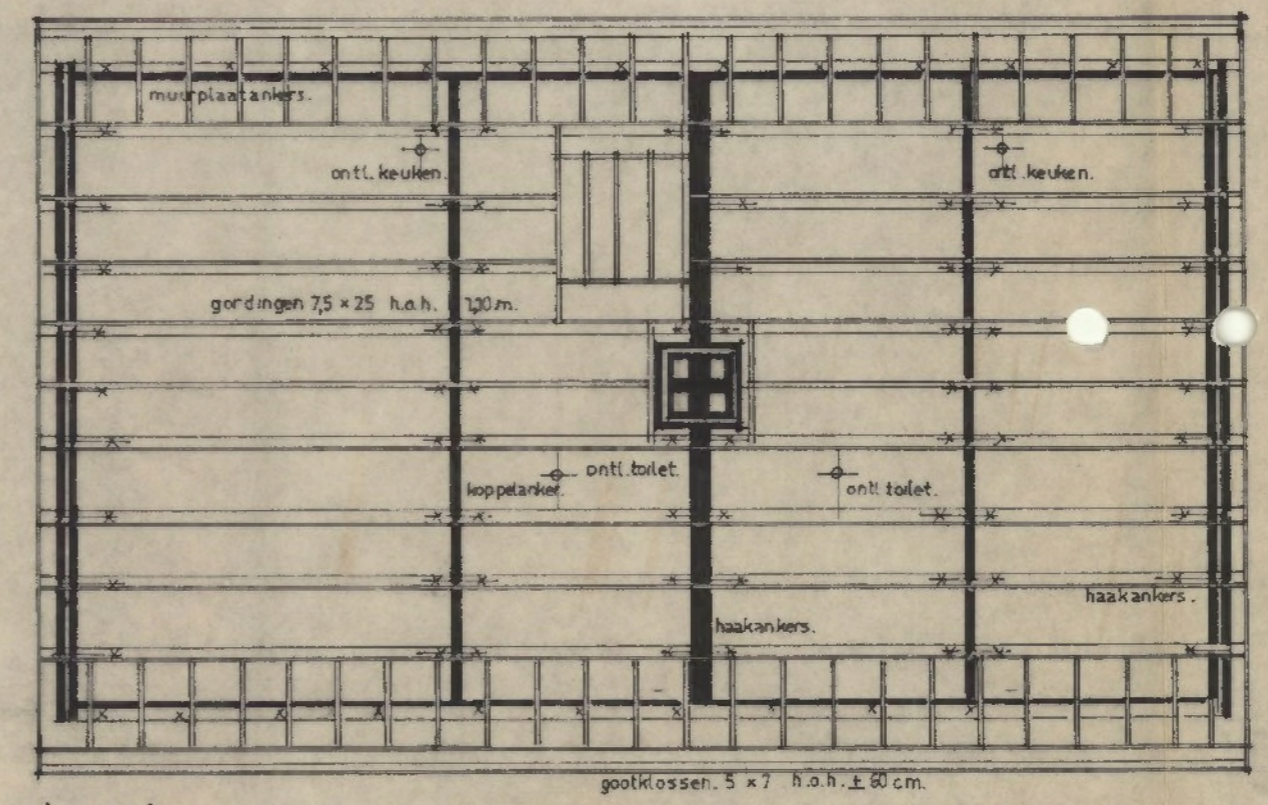 muurplaatankers.
ontl. keuken.
ontl. keuken.
gordingen 7,5 x 25 h.o.h. 1,10 m.
ontl. toilet.
koppelanker.
ontl. toilet.
haakankers.
haakankers.
gootklossen. 5 x 7 h.o.h. ± 60 cm.